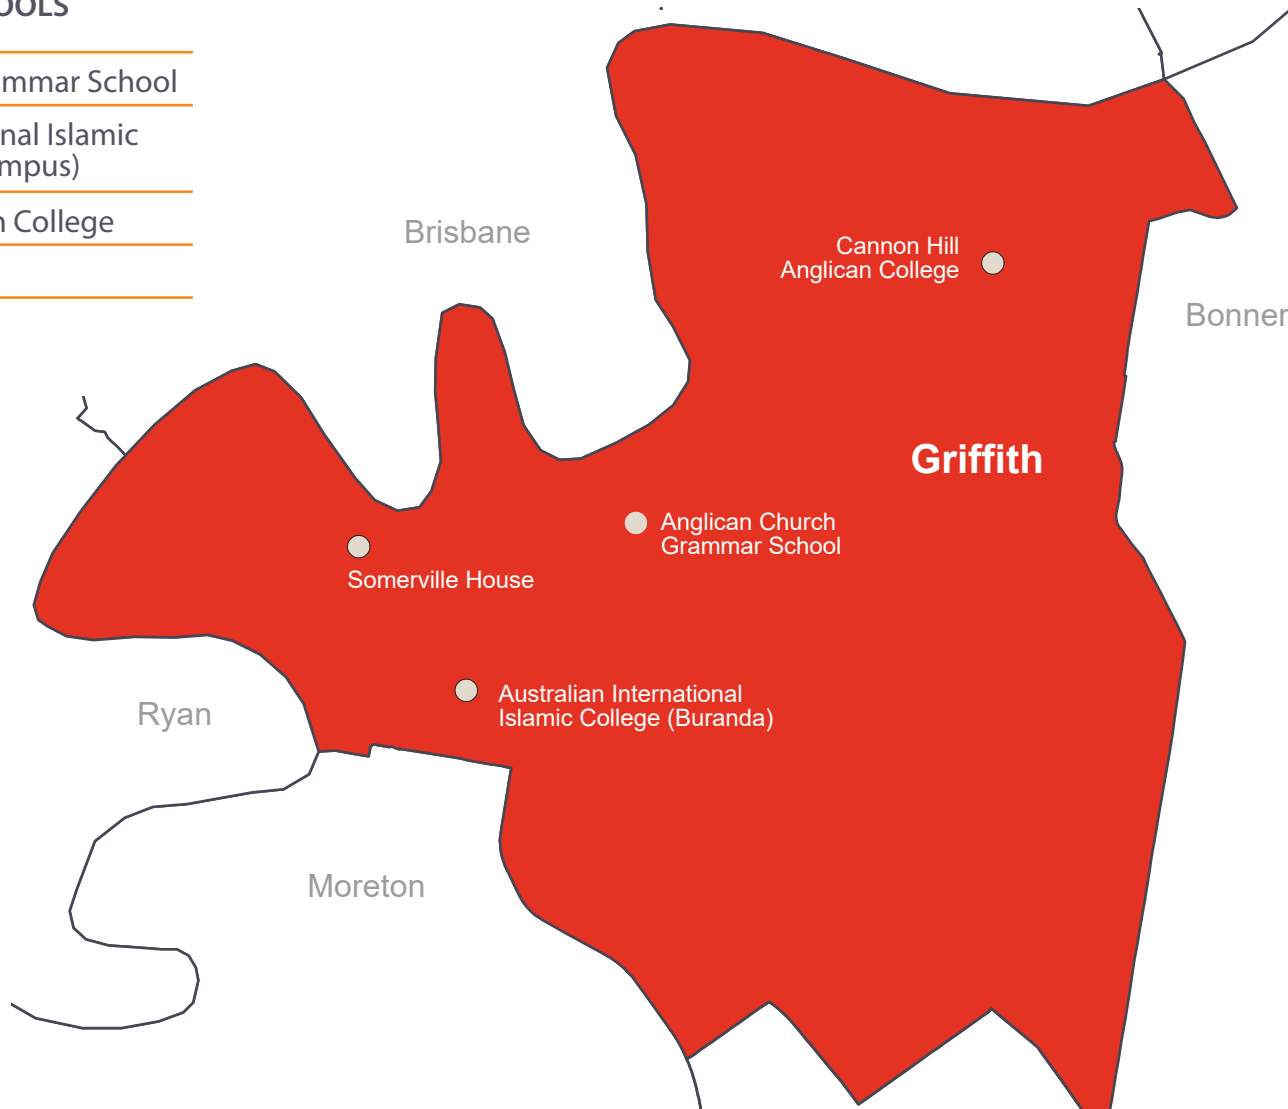 OOLS
mmar School
nal Islamic
mpus)
n College
Brisbane
Cannon Hill
Anglican College
Bonner
Griffith
Anglican Church
Grammar School
Somerville House
Australian International
Islamic College (Buranda)
Ryan
Moreton